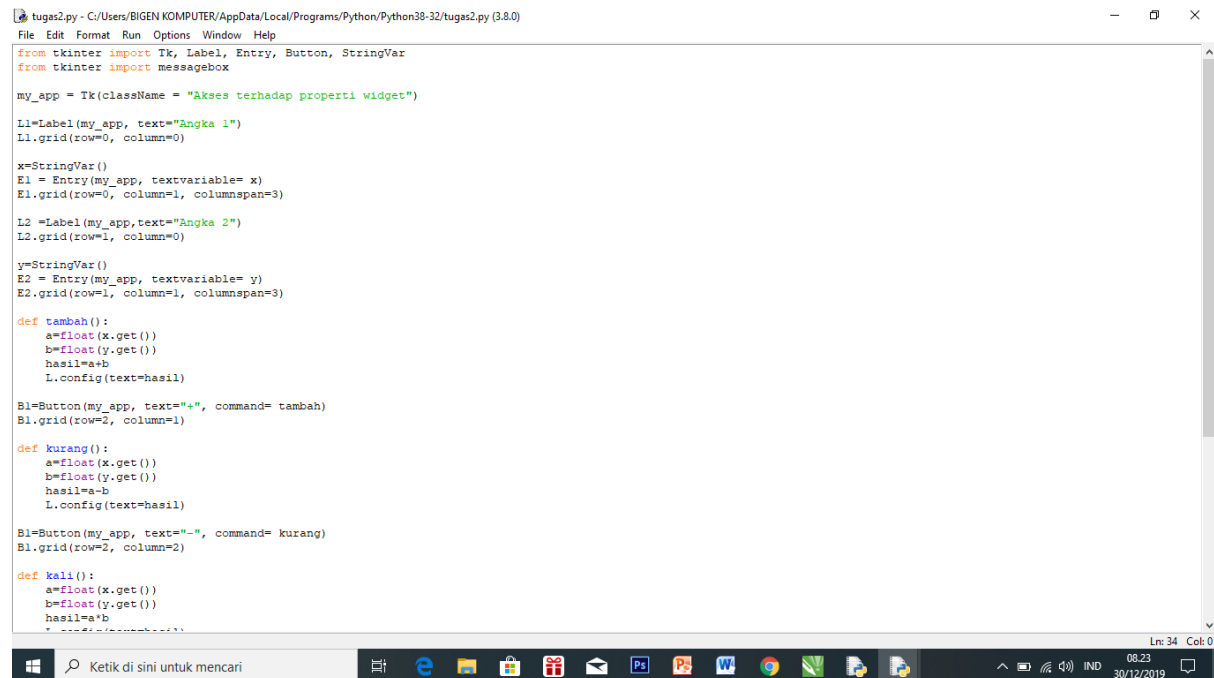 tugas2.py - C:/Users/BIGEN KOMPUTER/AppData/Local/Programs/Python/Python38-32/tugas2.py (3.8.0)
File Edit Format Run Options Window Help
from tkinter import Tk, Label, Entry, Button, StringVar
from tkinter import messagebox

my_app = Tk(className = "Akses terhadap properti widget")

L1=Label(my_app, text="Angka 1")
L1.grid(row=0, column=0)

x=StringVar()
E1 = Entry(my_app, textvariable= x)
E1.grid(row=0, column=1, columnspan=3)

L2 =Label(my_app,text="Angka 2")
L2.grid(row=1, column=0)

y=StringVar()
E2 = Entry(my_app, textvariable= y)
E2.grid(row=1, column=1, columnspan=3)

def tambah():
    a=float(x.get())
    b=float(y.get())
    hasil=a+b
    L.config(text=hasil)

B1=Button(my_app, text="+", command= tambah)
B1.grid(row=2, column=1)

def kurang():
    a=float(x.get())
    b=float(y.get())
    hasil=a-b
    L.config(text=hasil)

B1=Button(my_app, text="-", command= kurang)
B1.grid(row=2, column=2)

def kali():
    a=float(x.get())
    b=float(y.get())
    hasil=a*b
Ln: 34 Col: 0
Ketik di sini untuk mencari
Ps
IND
08.23
30/12/2019